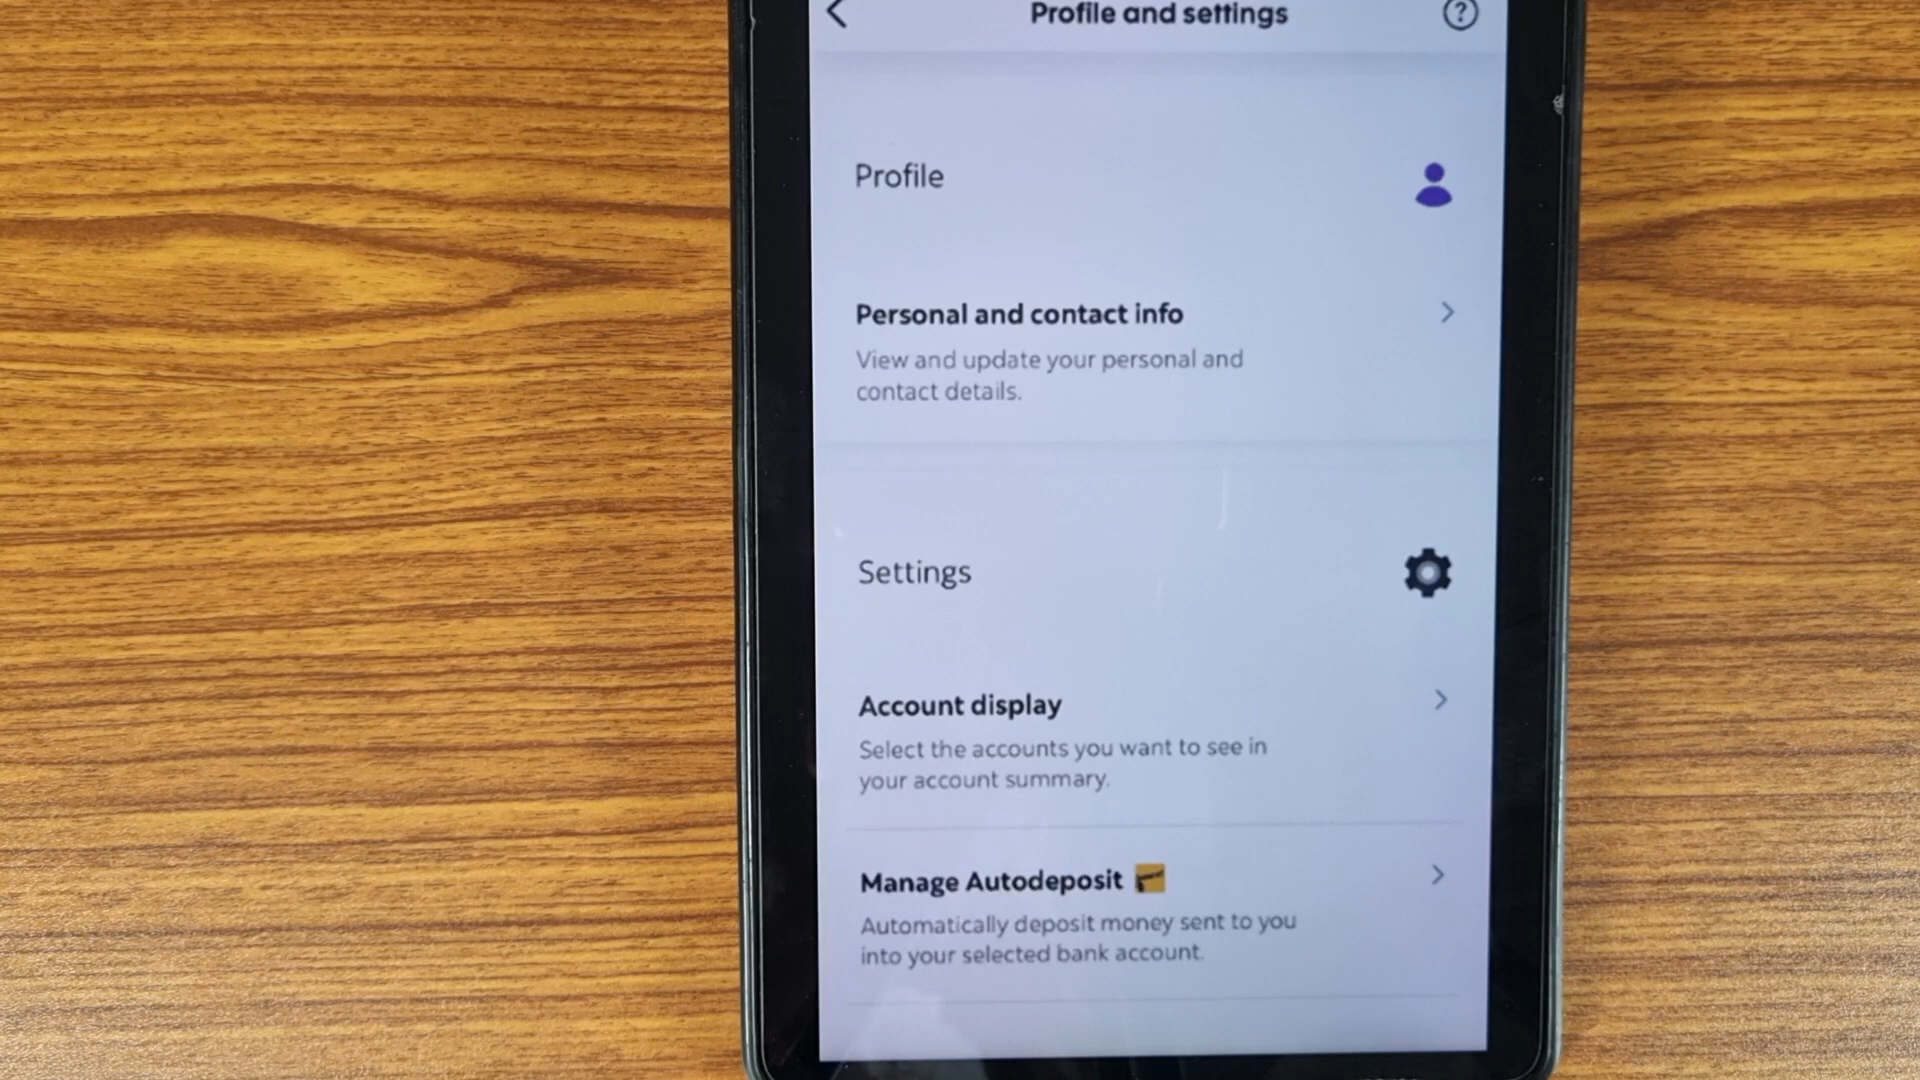 Profile and settings
Profile
Personal and contact info
View and update your personal and
contact details.
Settings
Account display
Select the accounts you want to see in
your account summary.
Manage Autodeposit
Automatically deposit money sent to you
into your selected bank account.